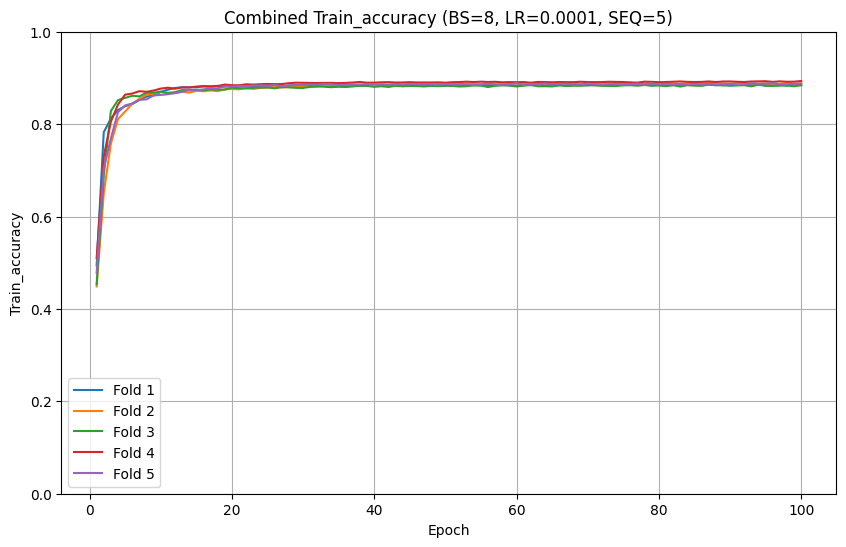 Combined Train_accuracy (BS=8, LR=0.0001, SEQ=5)
1.0
0.8
0.6
0.4
0.2
0.0
Train_accuracy
Fold 1
Fold 2
Fold 3
Fold 4
Fold 5
0 20 40 60 80 100
Epoch